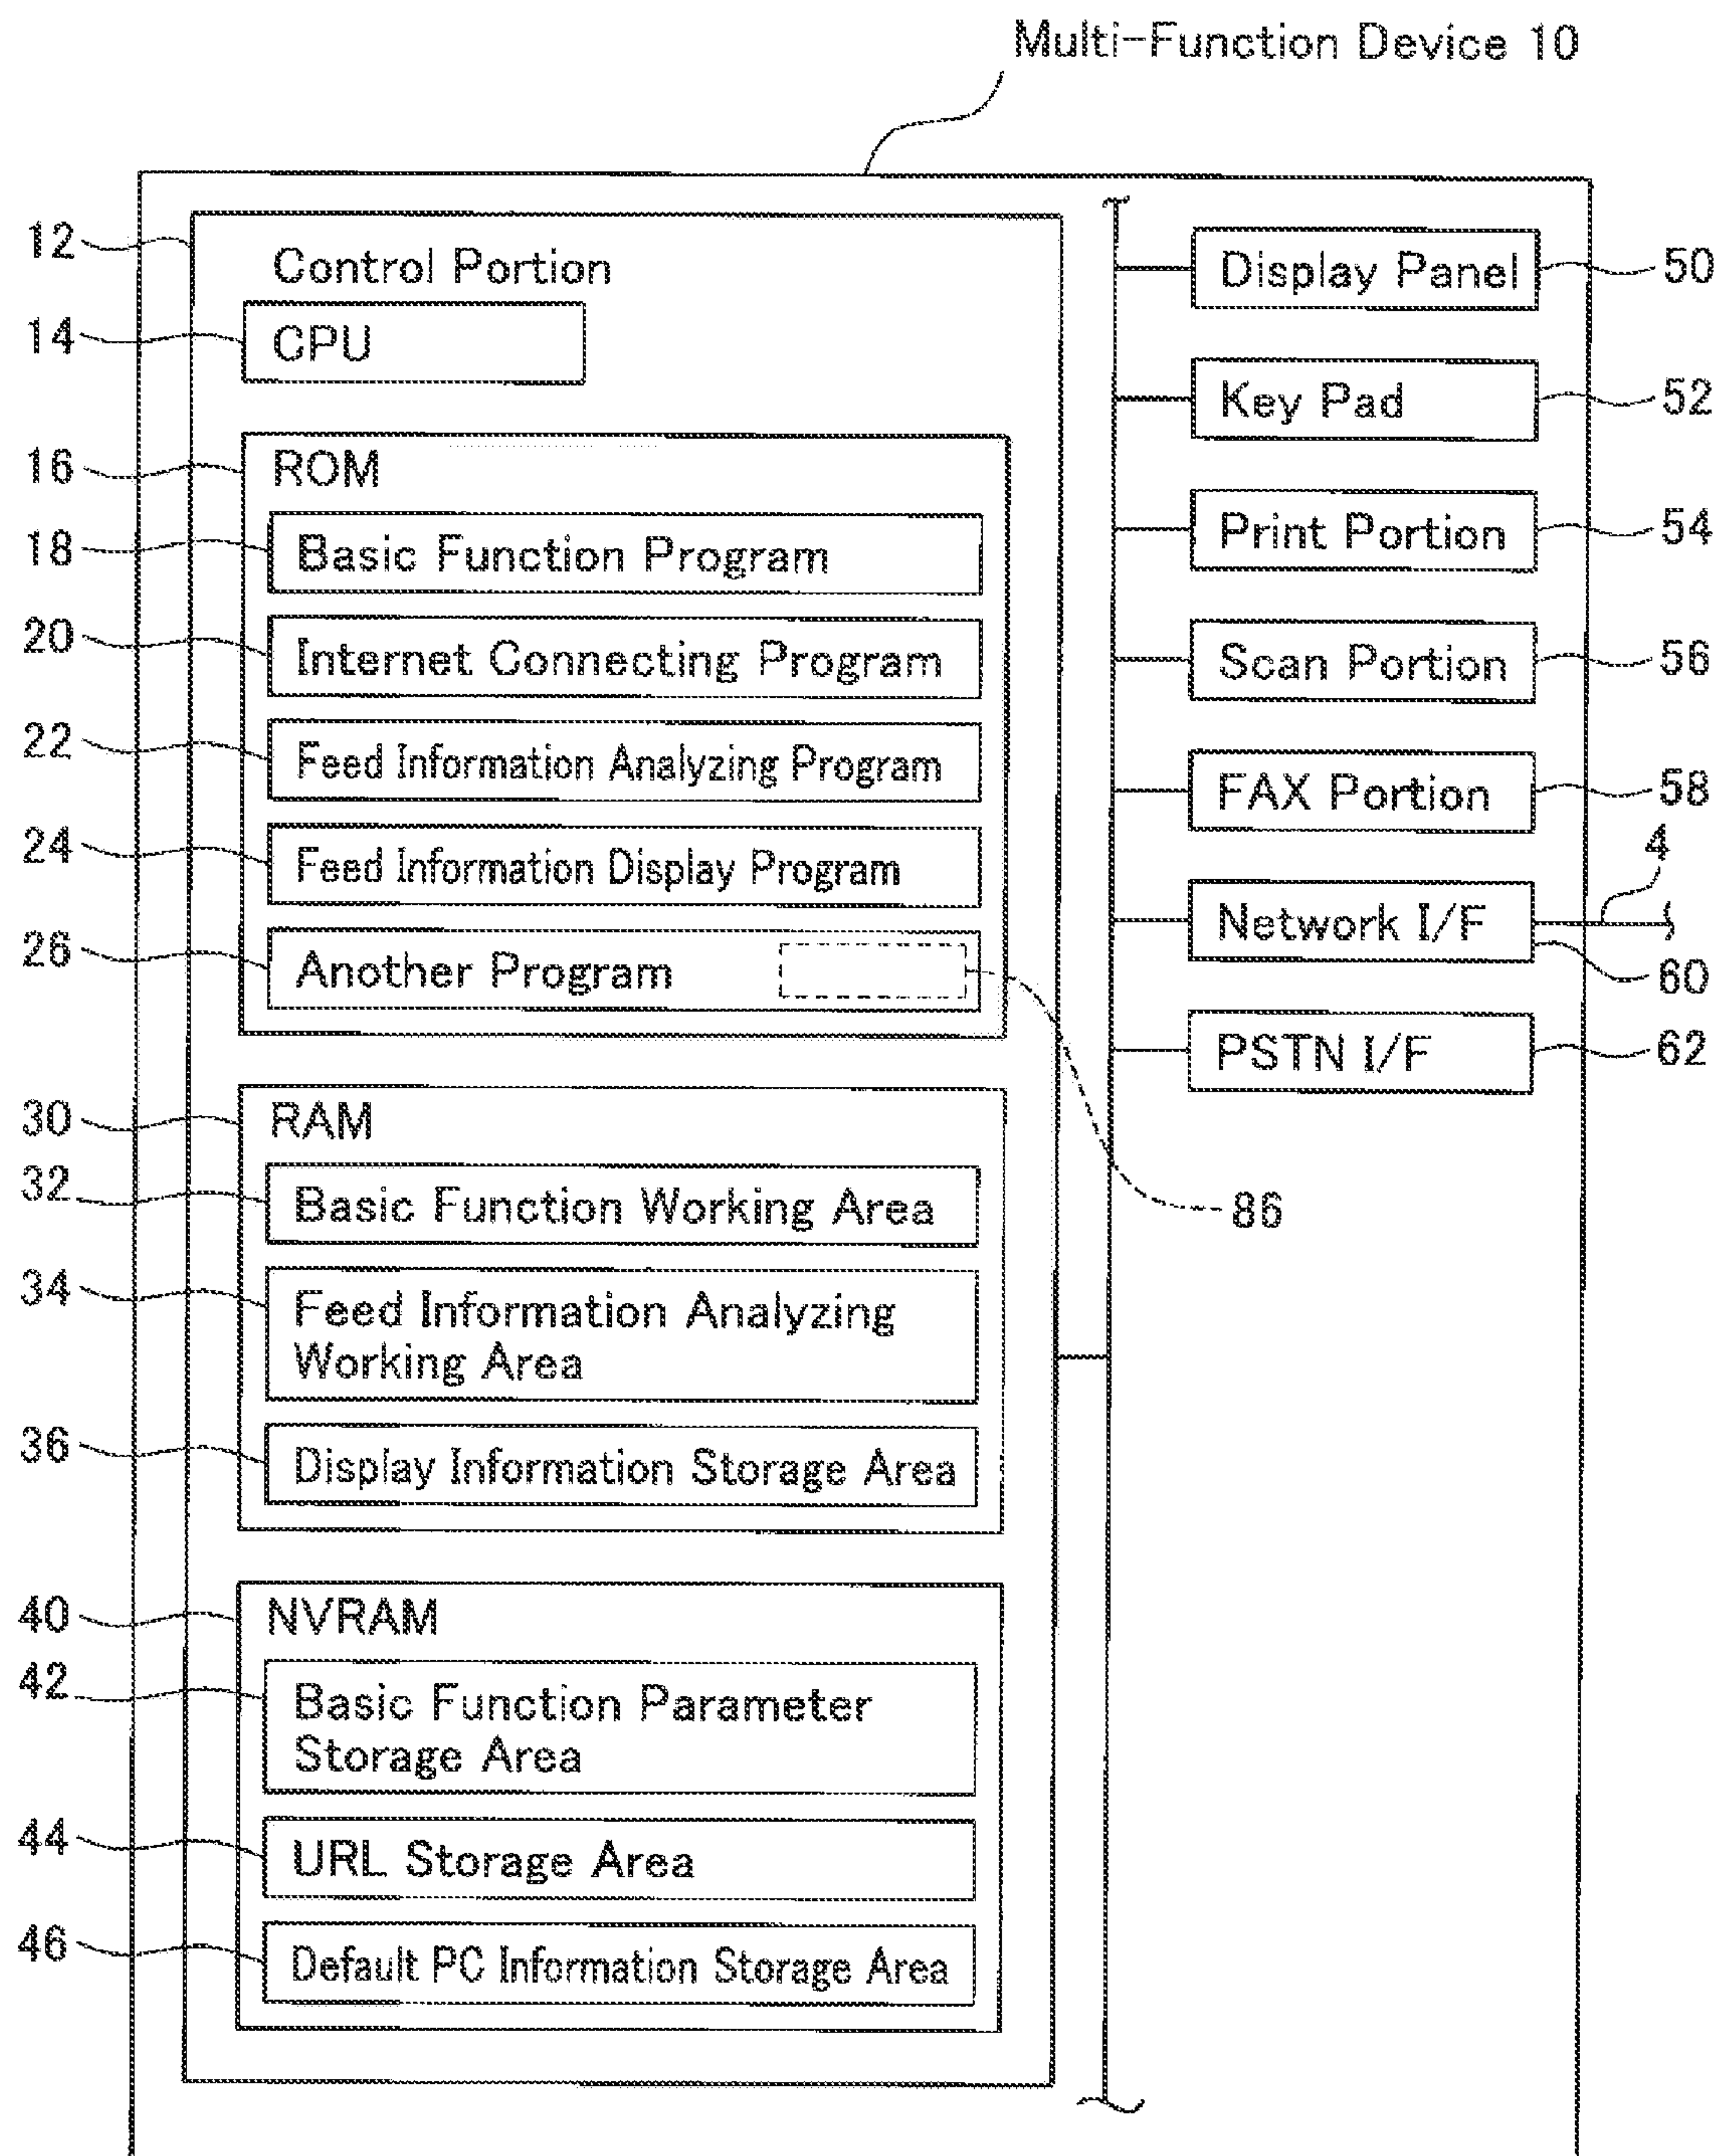 Multi-Function Device 10
12
Control Portion
14
CPU
16
ROM
18
Basic Function Program
20
Internet Connecting Program
22
Feed Information Analyzing Program
24
Feed Information Display Program
26
Another Program
86
30
RAM
32
Basic Function Working Area
34
Feed Information Analyzing
Working Area
36
Display Information Storage Area
40
NVRAM
42
Basic Function Parameter
Storage Area
44
URL Storage Area
46
Default PC Information Storage Area
Display Panel
50
Key Pad
52
Print Portion
54
Scan Portion
56
FAX Portion
58
4
Network I/F
60
PSTN I/F
62